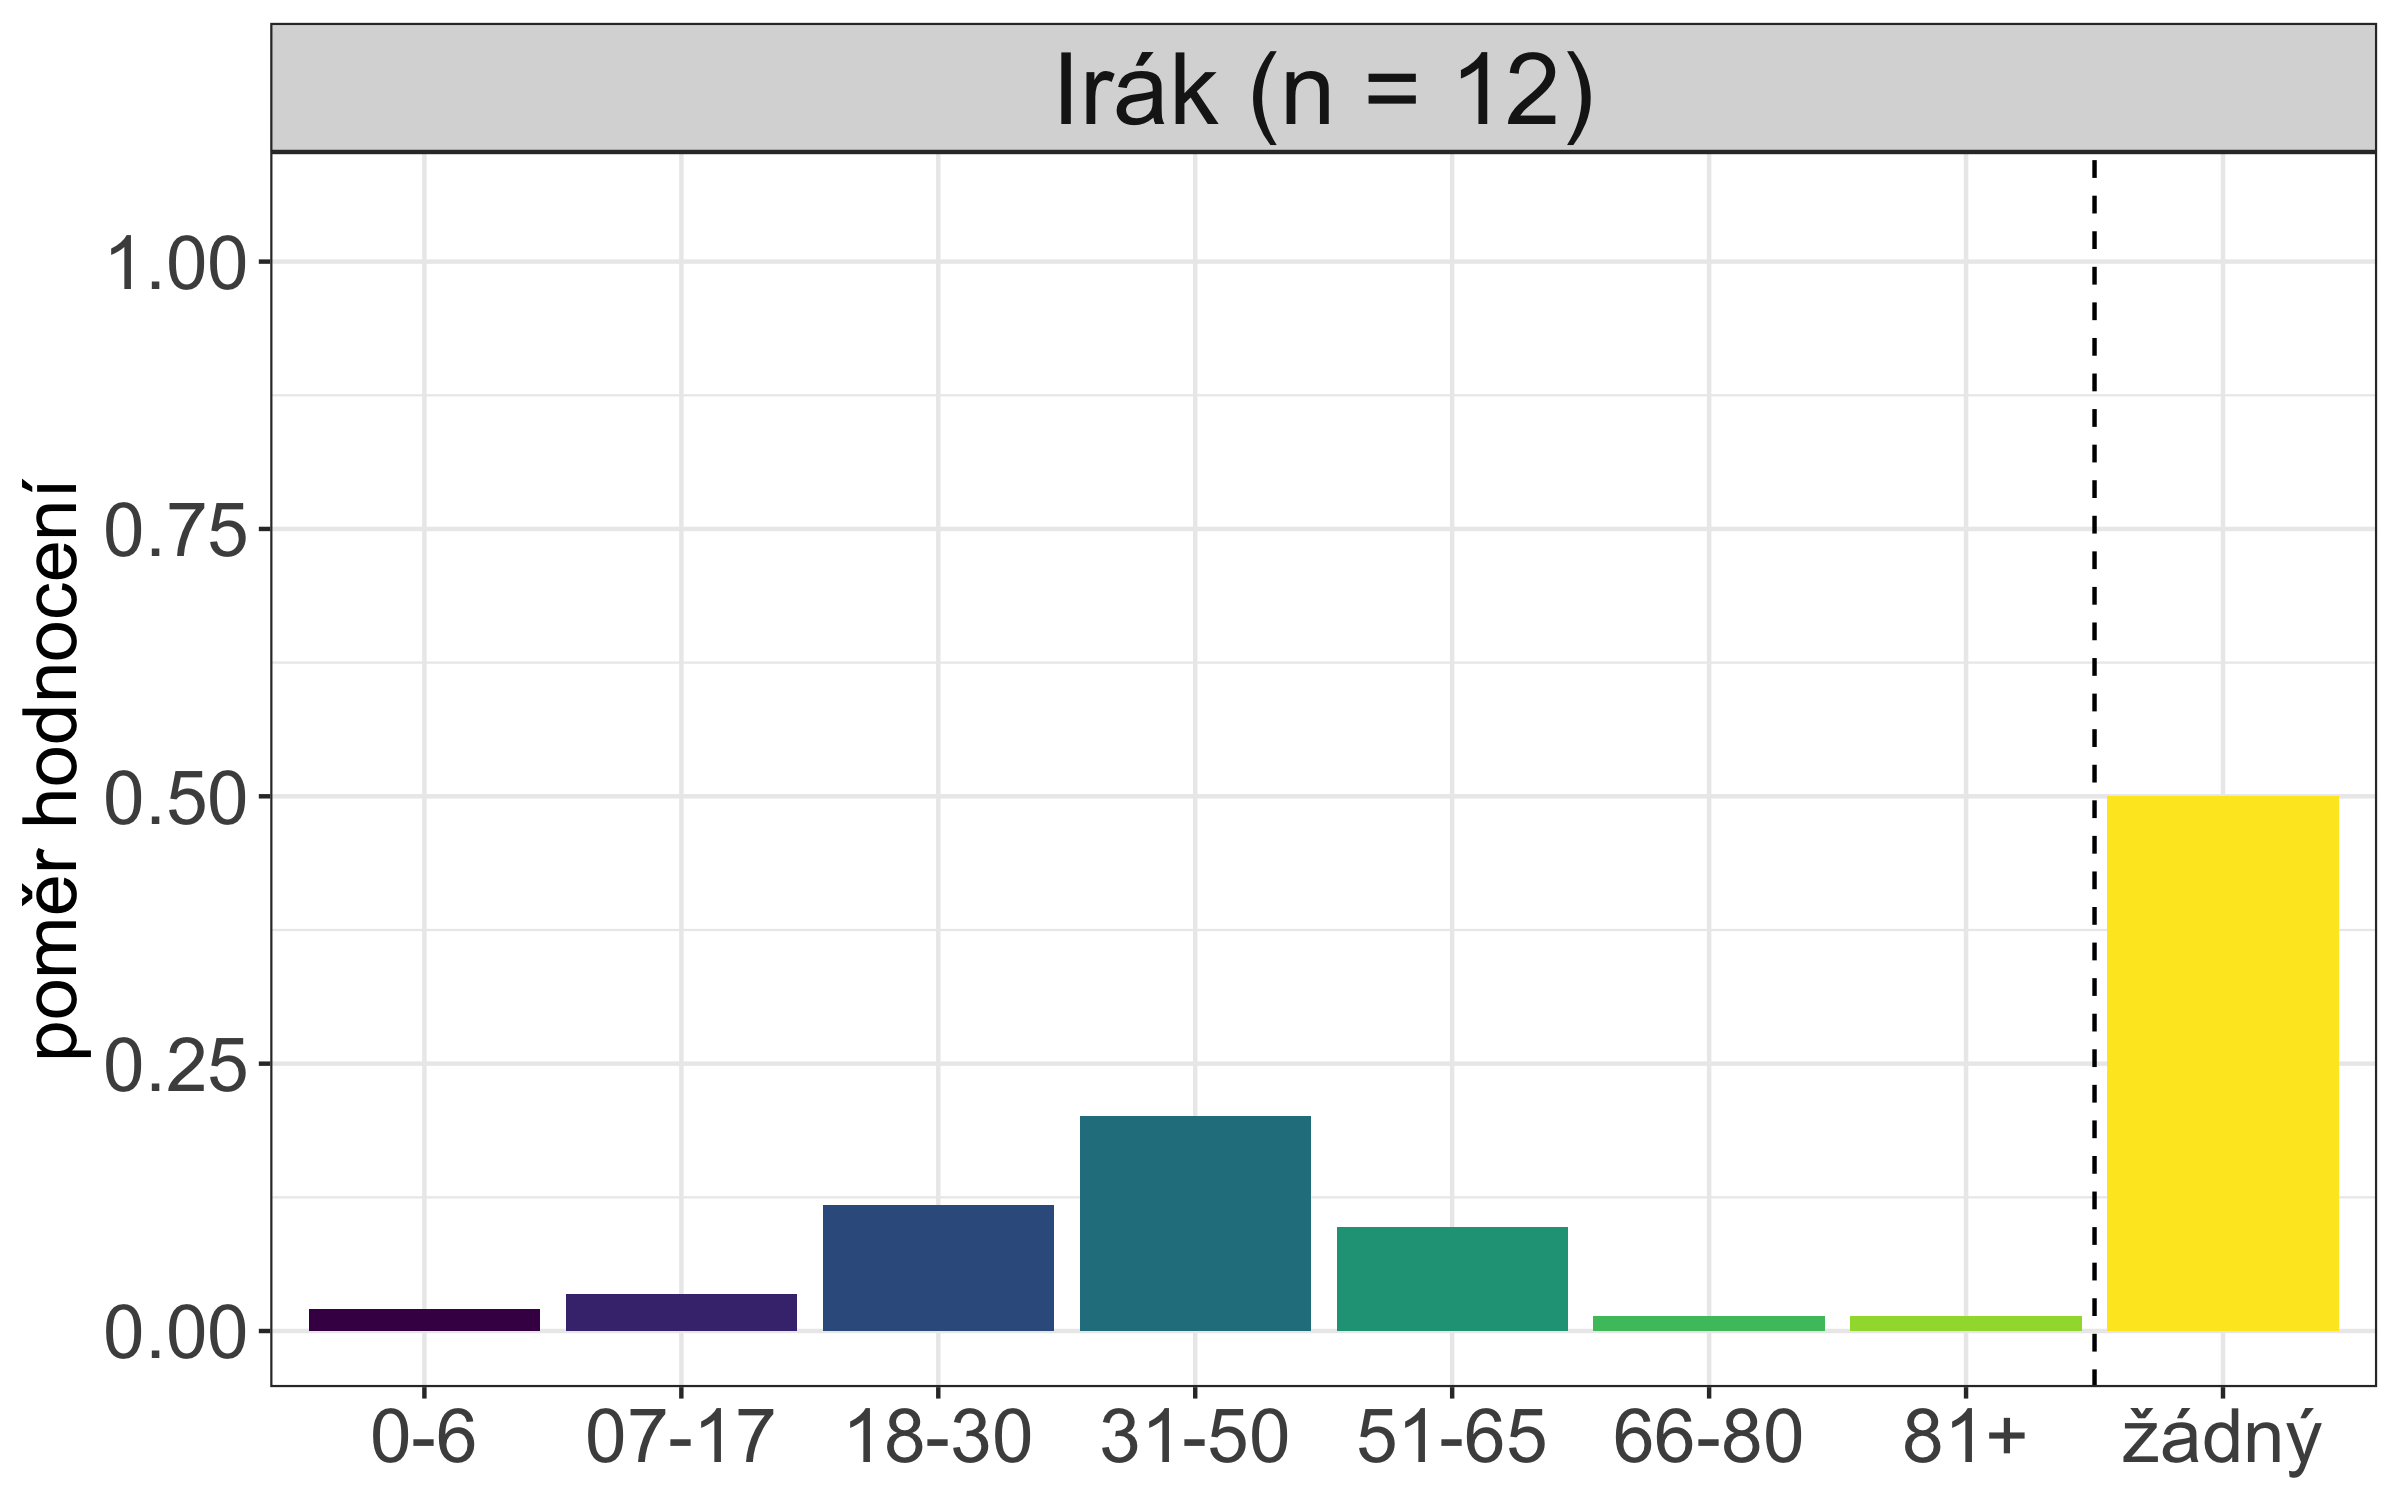 Irák (n = 12)
poměr hodnocení
1.00
0.75
0.50
0.25
0.00
0-6 07-17 18-30 31-50 51-65 66-80 81+ žádný